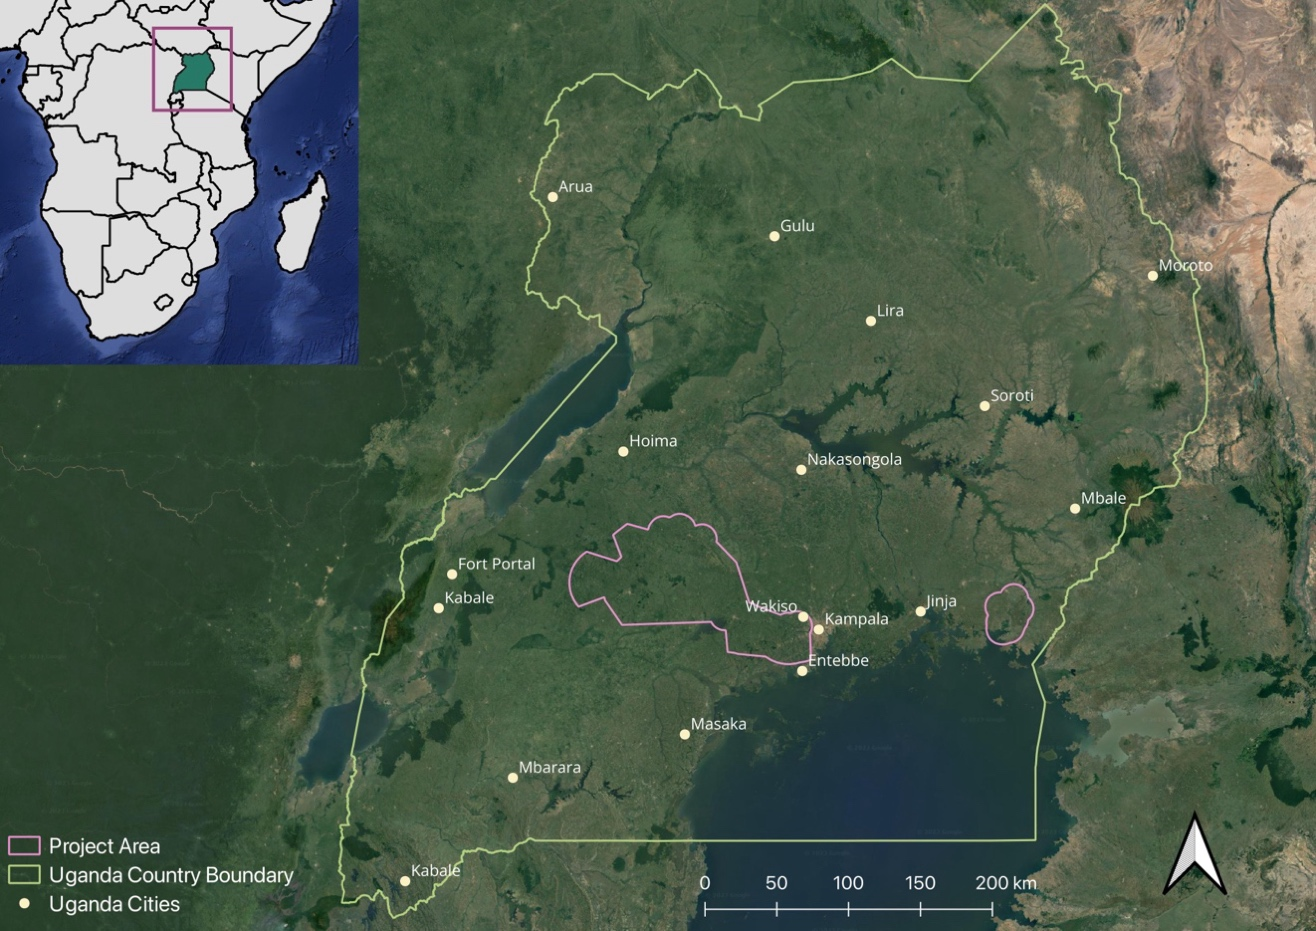 Arua
Gulu
Moroto
Lira
Soroti
Hoima
Nakasongola
Mbale
Fort Portal
Kabale
Wakiso
Kampala
Jinja
Entebbe
Masaka
Mbarara
Kabale
Project Area
Uganda Country Boundary
Uganda Cities
0 50 100 150 200 km